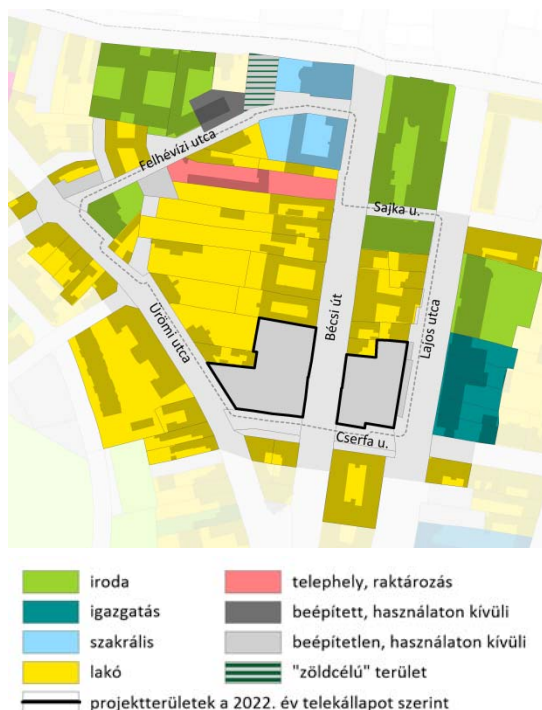 Felhévízi utca
Sajka u.
Bécsi út
Lajos utca
Ürömi utca
Cserfa u.
iroda
telephely, raktározás
igazgatás
beépített, használaton kívüli
szakrális
beépítetlen, használaton kívüli
lakó
"zöldcélú" terület
projektterületek a 2022. év telekállapot szerint